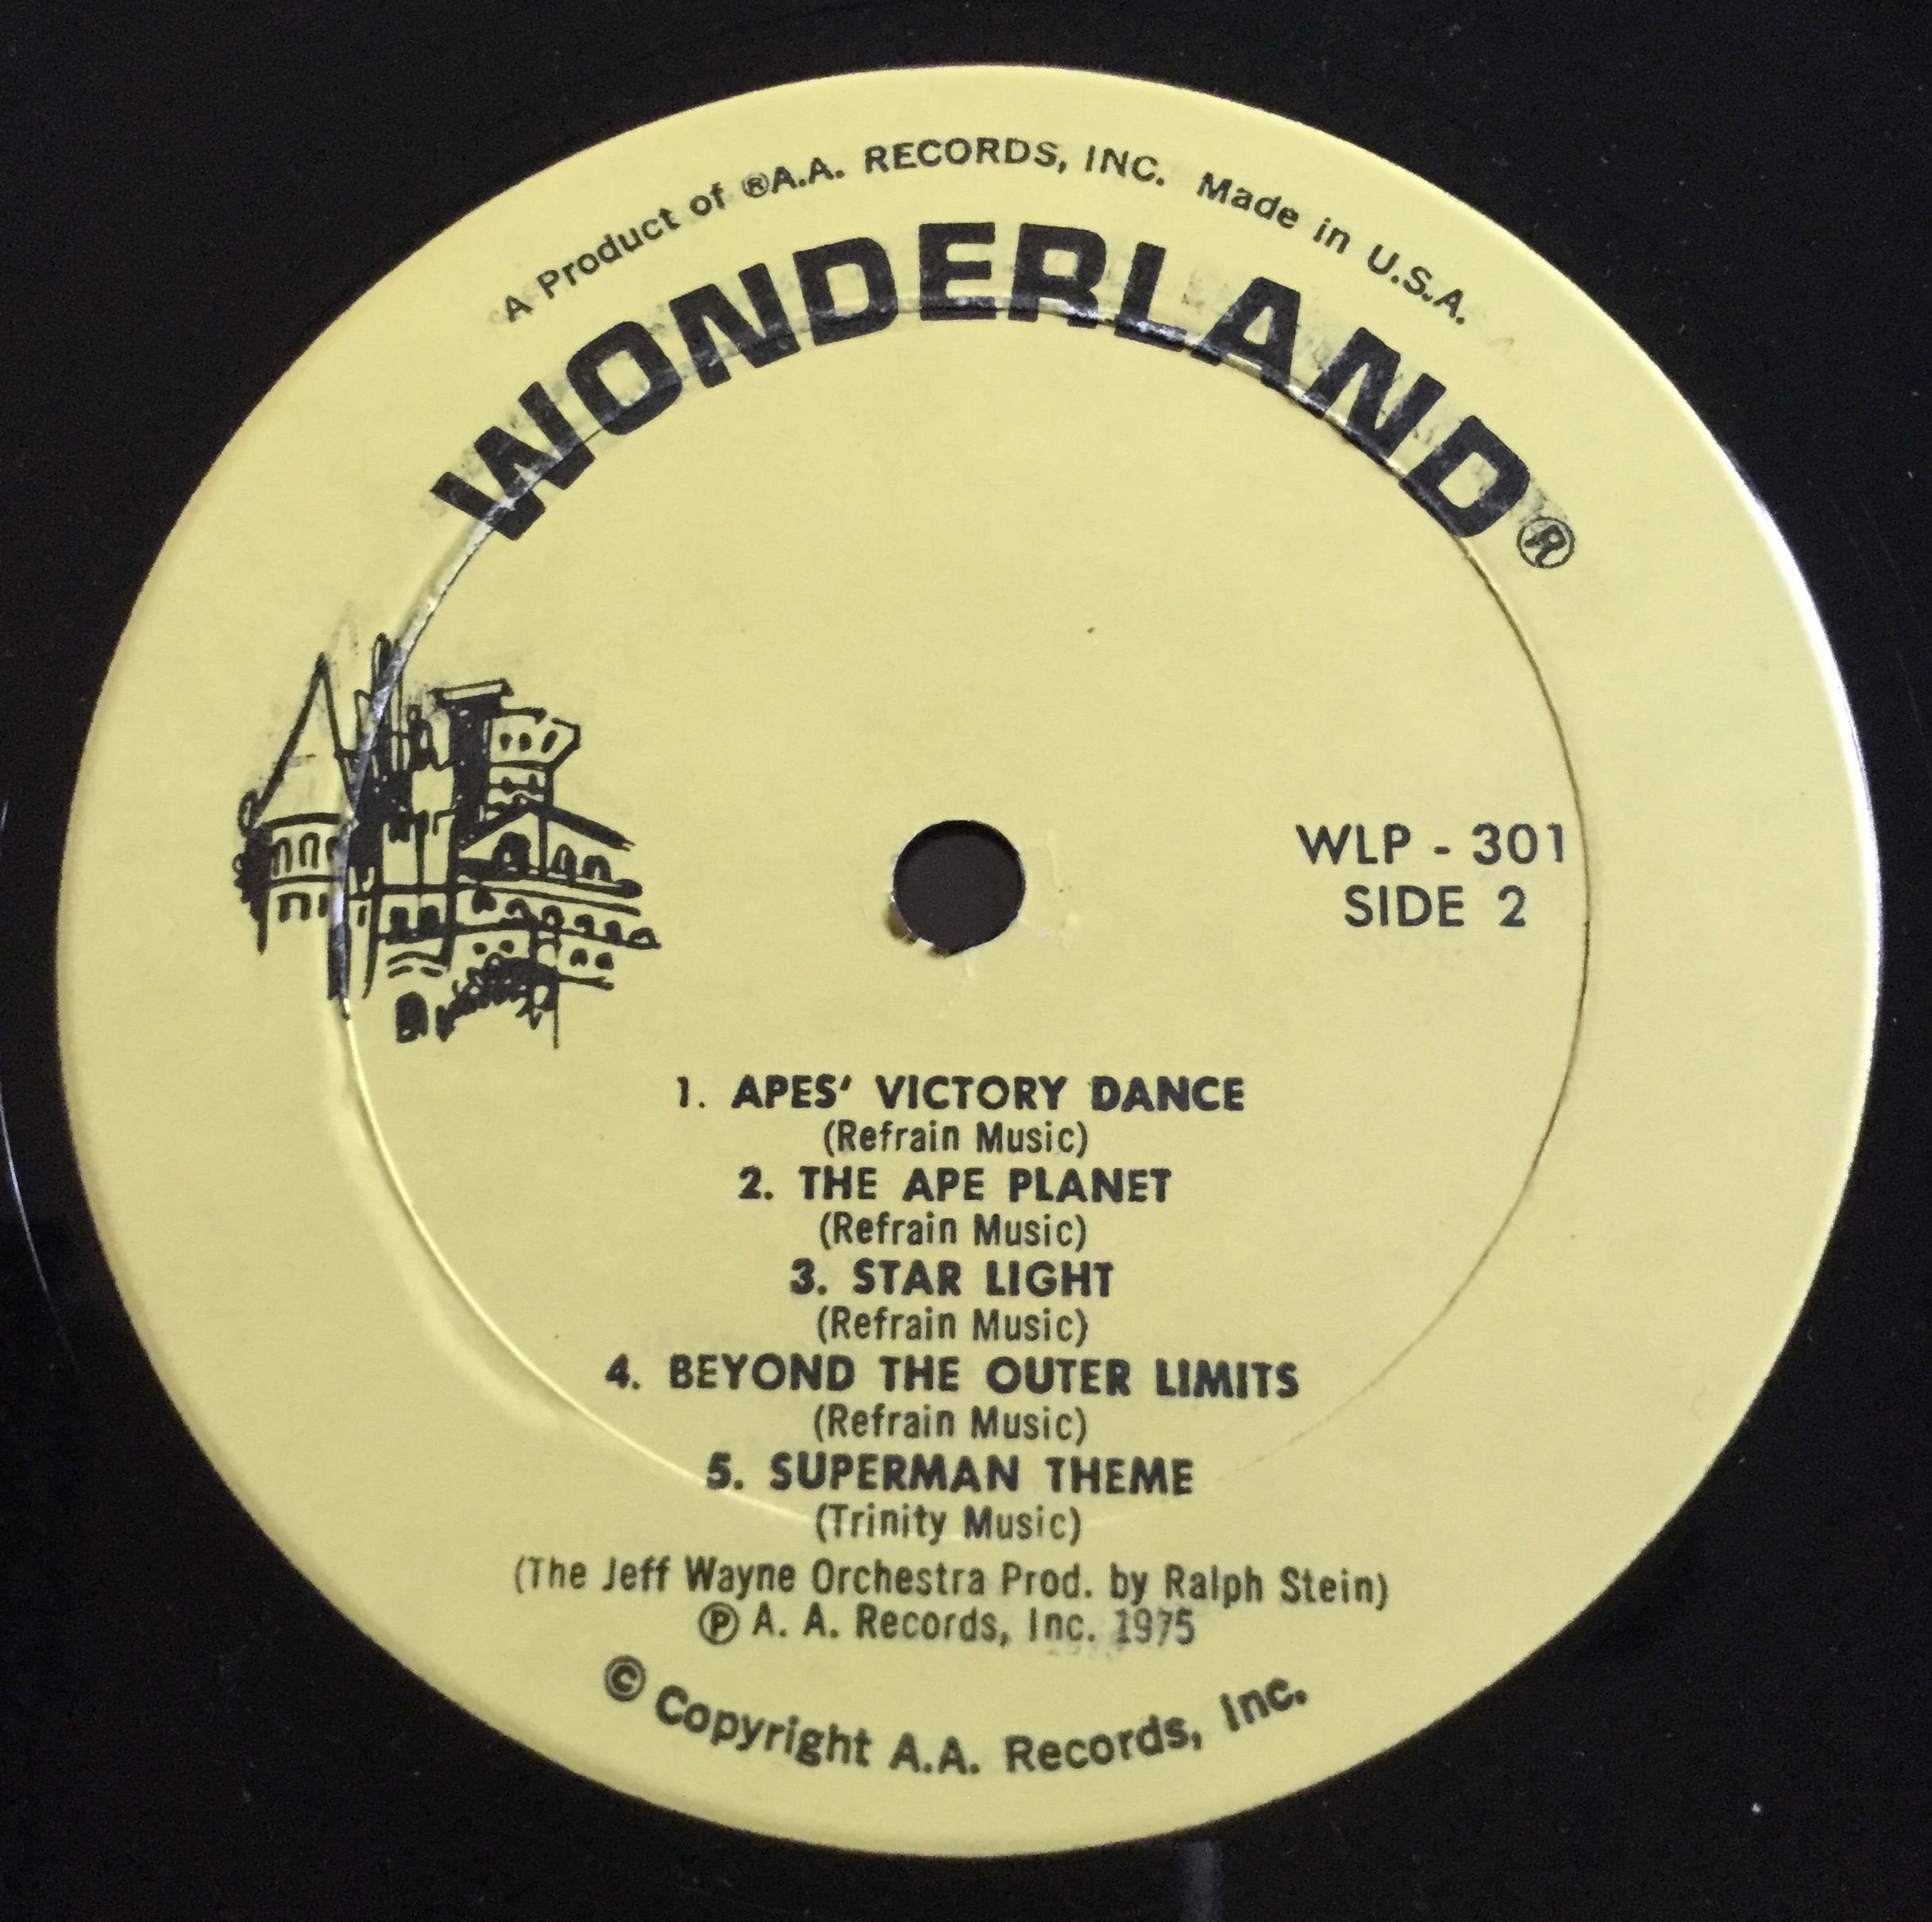 A Product of ®A.A. RECORDS, INC. Made in U.S.A.
WONDERLAND®
WLP - 301
SIDE 2
1. APES' VICTORY DANCE
(Refrain Music)
2. THE APE PLANET
(Refrain Music)
3. STAR LIGHT
(Refrain Music)
4. BEYOND THE OUTER LIMITS
(Refrain Music)
5. SUPERMAN THEME
(Trinity Music)
(The Jeff Wayne Orchestra Prod. by Ralph Stein)
℗ A. A. Records, Inc. 1975
© Copyright A.A. Records, Inc.